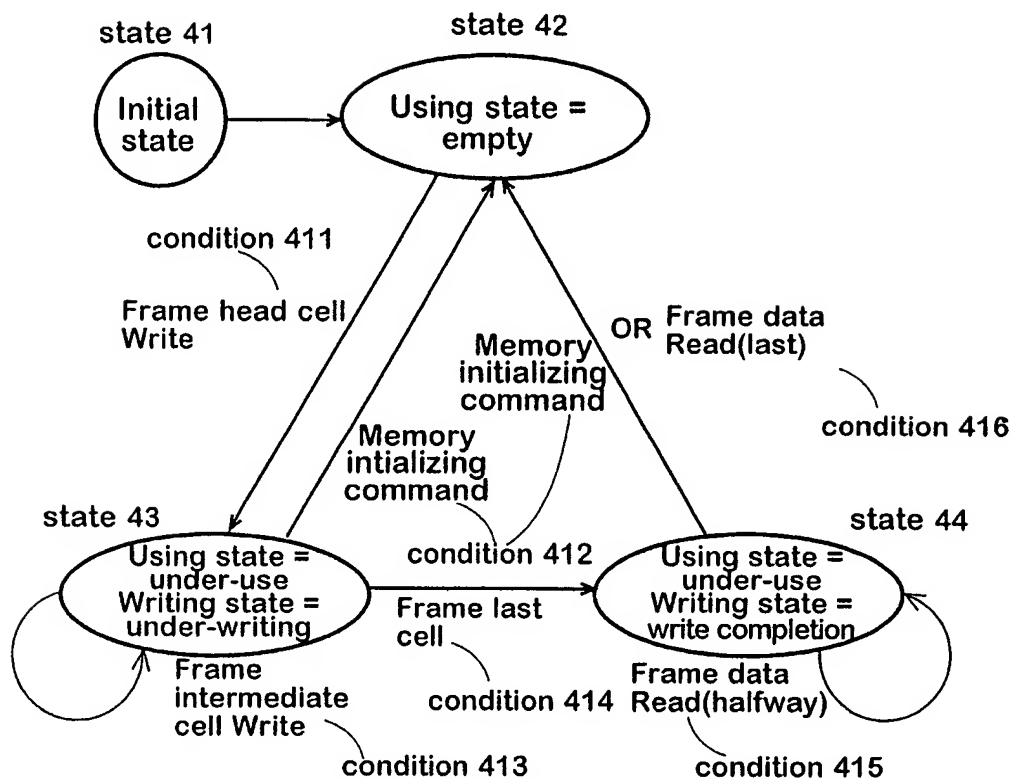 state 41
state 42
Initial
state
Using state =
empty
condition 411
Frame head cell
Write
OR Frame data
Read(last)
Memory
initializing
command
condition 416
Memory
intializing
command
state 43
condition 412
state 44
Using state =
under-use
Writing state =
under-writing
Using state =
under-use
Writing state =
write completion
Frame last
cell
Frame
intermediate
cell Write
condition 414
Frame data
Read(halfway)
condition 413
condition 415